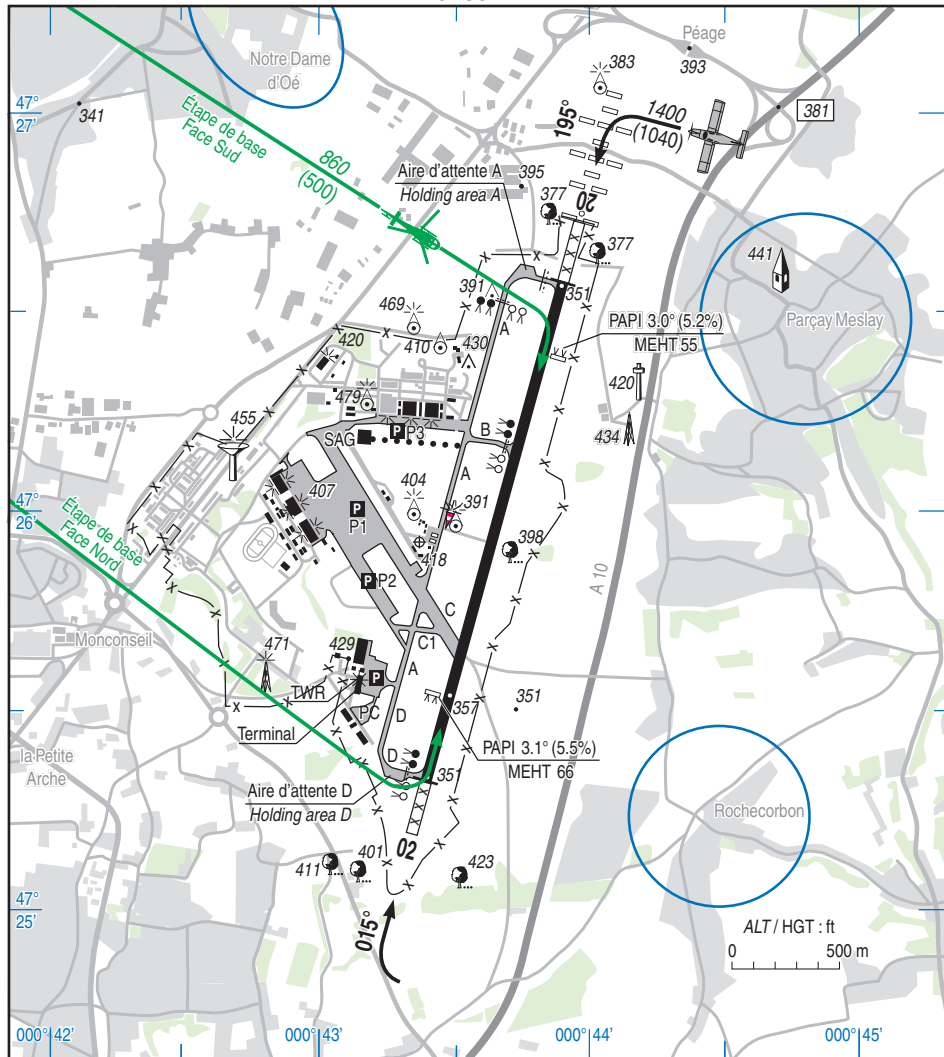 Notre Dame
d'Oé
Péage
393
383
47°
27'
341
Étape de base
Face Sud
860
(500)
195°
1400
(1040)
381
Aire d'attente A
Holding area A
395
377
20
377
441
Parçay Meslay
391
351
469
A
PAPI 3.0° (5.2%)
MEHT 55
420
410
430
420
479
455
B
434
P P3
SAG
A
407
404
391
47°
26'
P
P1
Étape de base
Face Nord
398
418
A 10
P P2
C
Monconseil
C1
471
429
A
P
TWR
351
357
PC
D
Terminal
PAPI 3.1° (5.5%)
MEHT 66
la Petite
Arche
D
351
Aire d'attente D
Holding area D
Rochecorbon
02
411
401
423
47°
25'
015°
ALT / HGT : ft
0 500 m
000° 42'
000° 43'
000° 44'
000° 45'